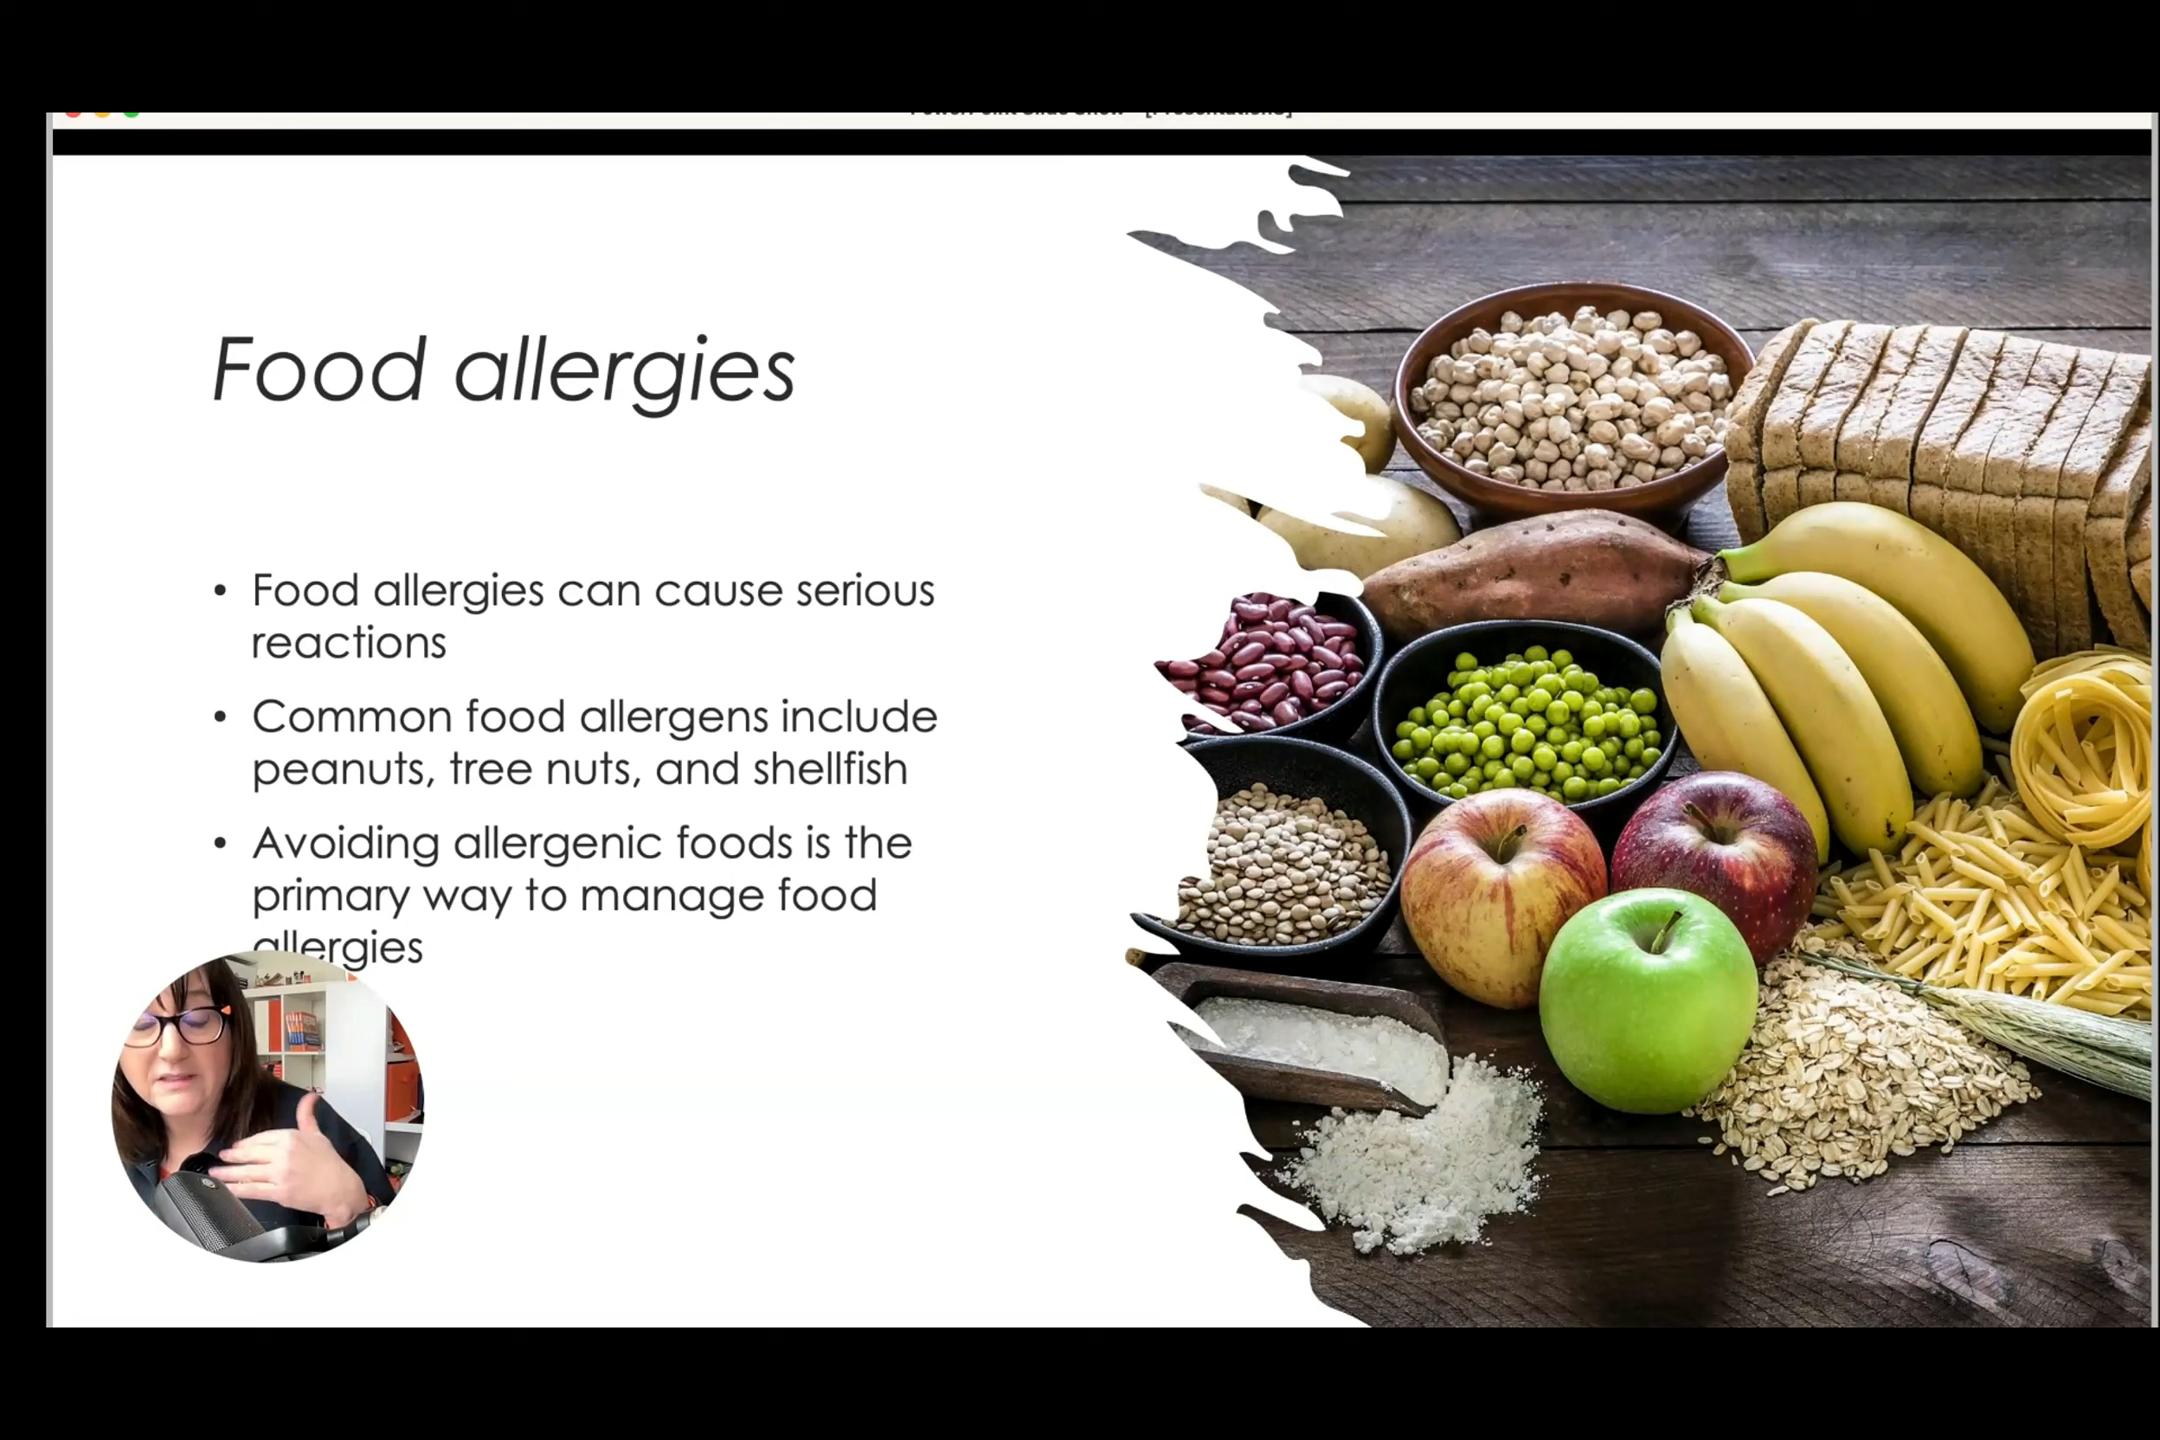 Food allergies
• Food allergies can cause serious
reactions
• Common food allergens include
peanuts, tree nuts, and shellfish
• Avoiding allergenic foods is the
primary way to manage food
allergies